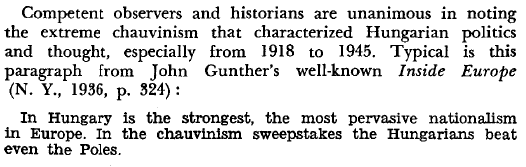 Competent observers and historians are unanimous in noting
the extreme chauvinism that characterized Hungarian politics
and thought, especially from 1918 to 1945. Typical is this
paragraph from John Gunther's well-known Inside Europe
(N. Y., 1936, p. 324):
In Hungary is the strongest, the most pervasive nationalism
in Europe. In the chauvinism sweepstakes the Hungarians beat
even the Poles.